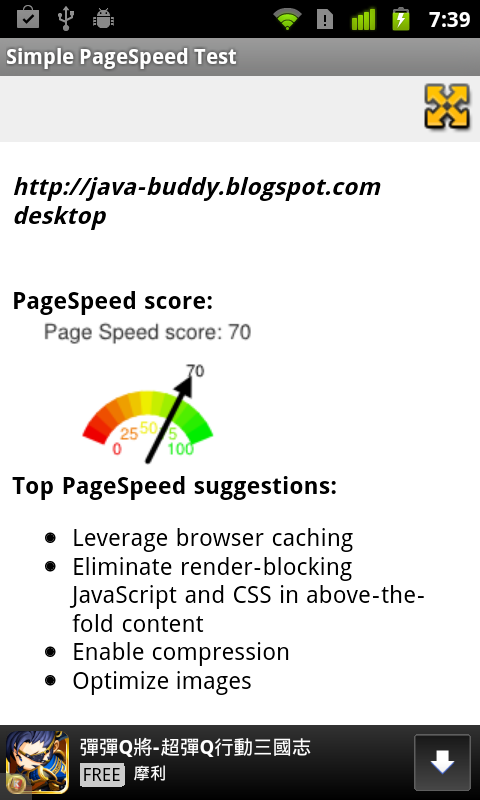 7:39
Simple PageSpeed Test
http://java-buddy.blogspot.com
desktop
PageSpeed score:
Page Speed score: 70
70
0
25
50
5
100
Top PageSpeed suggestions:
Leverage browser caching
Eliminate render-blocking
JavaScript and CSS in above-the-
fold content
Enable compression
Optimize images
彈彈Q將-超彈Q行動三國志
FREE 摩利